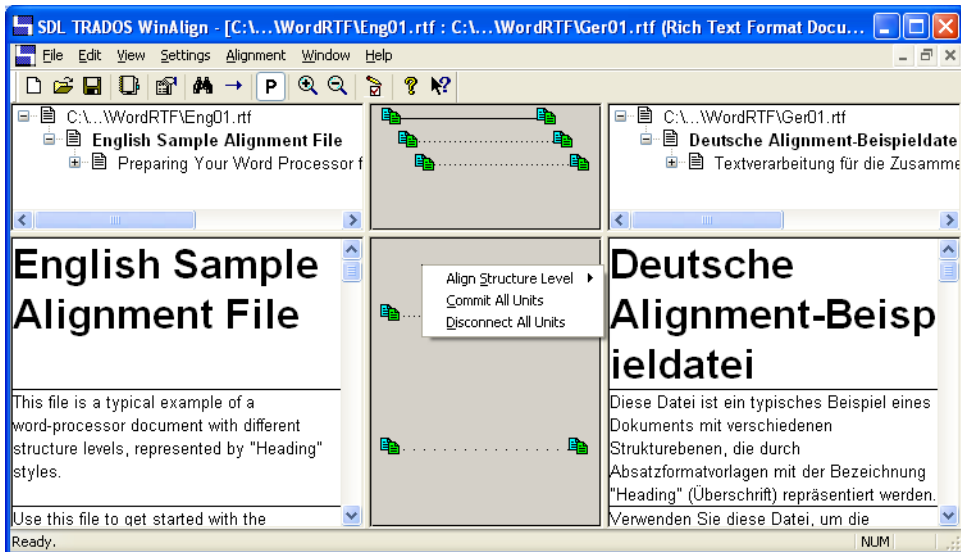 SDL TRADOS WinAlign - [C:\...\WordRTF\Eng01.rtf : C:\...\WordRTF\Ger01.rtf (Rich Text Format Docu...
File Edit View Settings Alignment Window Help
P
C:\...\WordRTF\Eng01.rtf
English Sample Alignment File
Preparing Your Word Processor f
C:\...\WordRTF\Ger01.rtf
Deutsche Alignment-Beispieldate
Textverarbeitung für die Zusamme
English Sample
Alignment File
This file is a typical example of a
word-processor document with different
structure levels, represented by "Heading"
styles.
Use this file to get started with the
Align Structure Level
Commit All Units
Disconnect All Units
Deutsche
Alignment-Beisp
ieldatei
Diese Datei ist ein typisches Beispiel eines
Dokuments mit verschiedenen
Strukturebenen, die durch
Absatzformatvorlagen mit der Bezeichnung
"Heading" (Überschrift) repräsentiert werden.
Verwenden Sie diese Datei, um die
Ready.
NUM